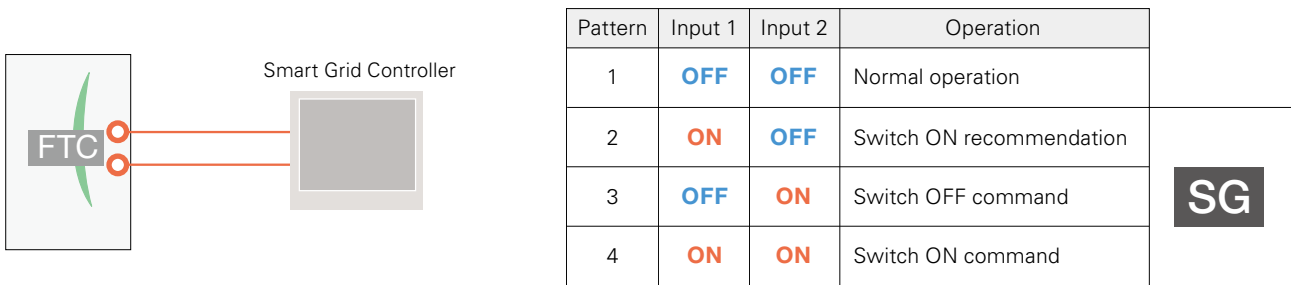 Smart Grid Controller
FTC
Pattern Input 1 Input 2 Operation
1 OFF OFF Normal operation
2 ON OFF Switch ON recommendation
3 OFF ON Switch OFF command
4 ON ON Switch ON command
SG